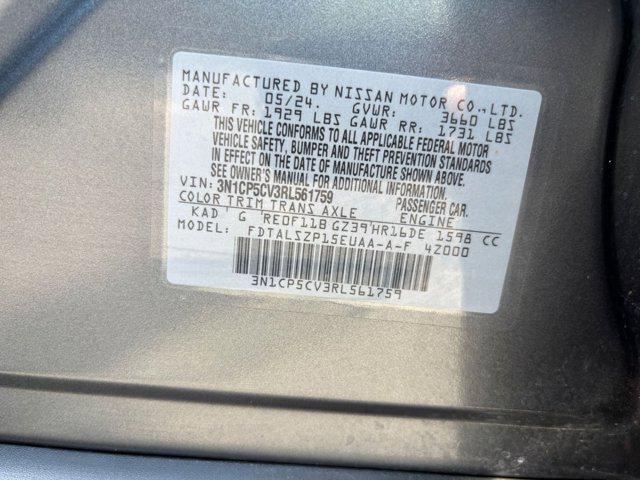 MANUFACTURED BY NISSAN MOTOR CO.,LTD.
DATE: 05/24. GVWR: 3660 LBS
GAWR FR: 1929 LBS GAWR RR: 1731 LBS
THIS VEHICLE CONFORMS TO ALL APPLICABLE FEDERAL MOTOR
VEHICLE SAFETY, BUMPER AND THEFT PREVENTION STANDARDS
IN EFFECT ON THE DATE OF MANUFACTURE SHOWN ABOVE.
SEE OWNER'S MANUAL FOR ADDITIONAL INFORMATION
VIN: 3N1CP5CV3RL561759 PASSENGER CAR.
COLOR TRIM TRANS AXLE ENGINE
KAD G RE0F11B GZ39 HR16DE 1598 CC
MODEL: FDTALSZP15EUAA-A-F 4Z000
3N1CP5CV3RL561759